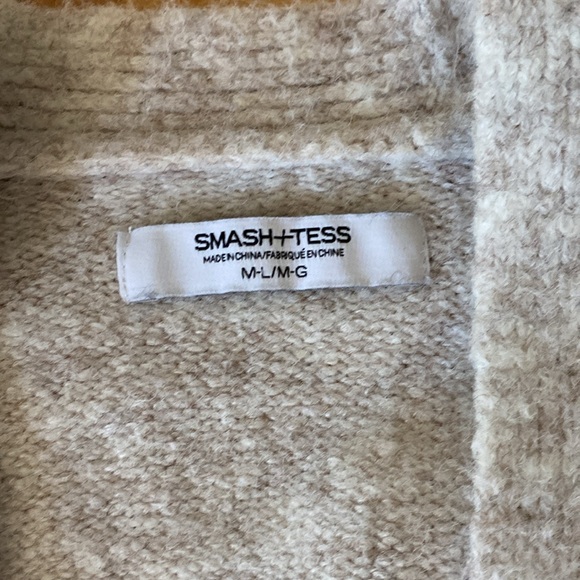 SMASH+TESS
MADE IN CHINA/FABRIQUÉ EN CHINE
M-L/M-G